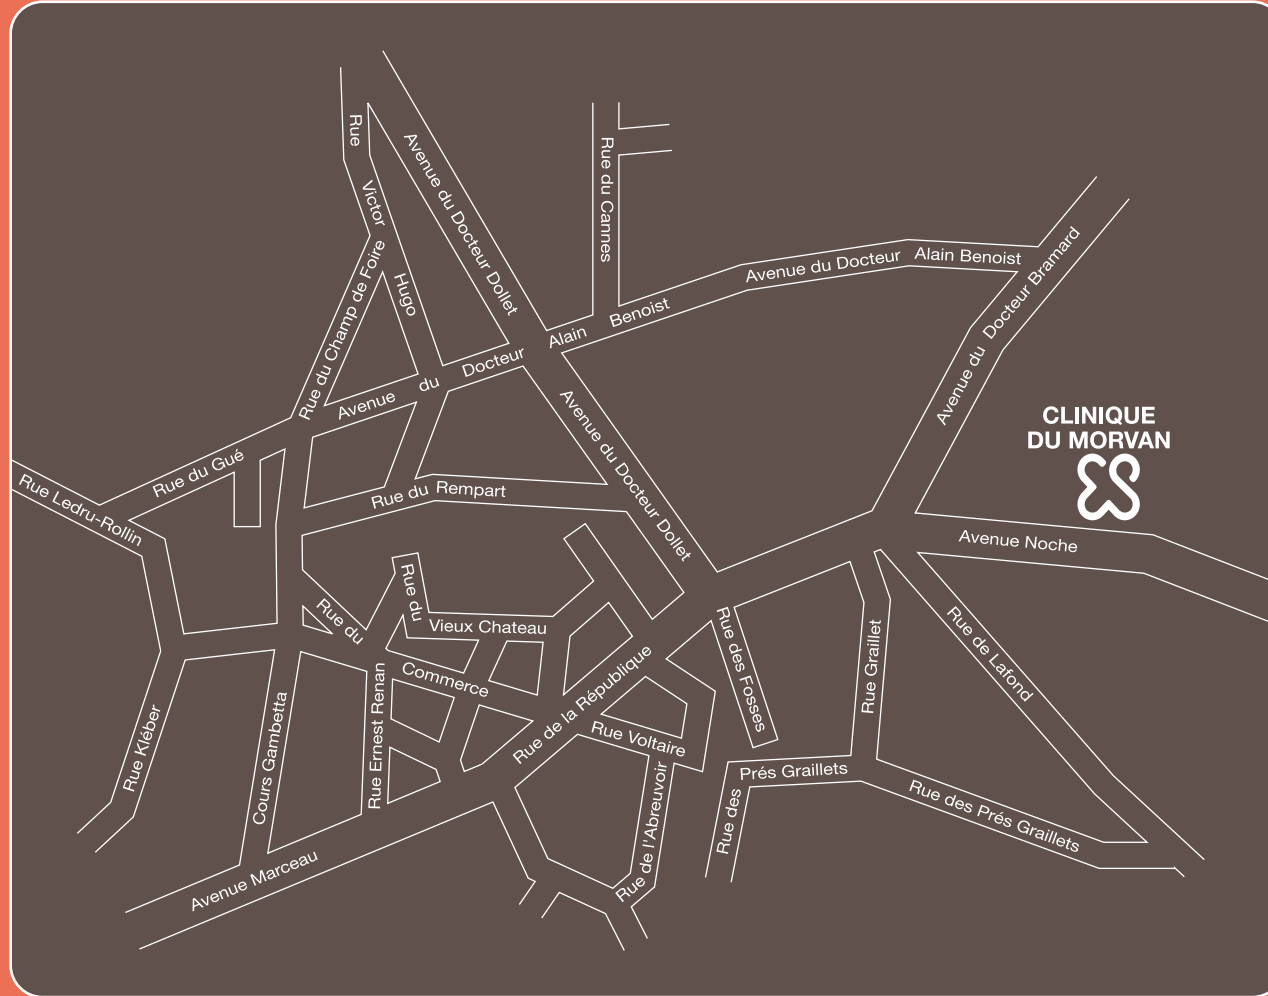 Rue Victor Hugo
Avenue du Docteur Dollet
Rue du Cannes
Rue du Champ de Foire
Avenue du Docteur Alain Benoist
Avenue du Docteur Alain Benoist
Avenue du Docteur Bramard
CLINIQUE
DU MORVAN
Rue du Gué
Rue Ledru-Rollin
Rue du Rempart
Avenue du Docteur Dollet
Avenue Noche
Rue du Vieux Chateau
Rue du Commerce
Rue de la République
Rue des Fosses
Rue Graillet
Rue de Lafond
Rue Kléber
Cours Gambetta
Rue Ernest Renan
Rue Voltaire
Rue de l'Abreuvoir
Rue des Prés Graillets
Rue des Prés Graillets
Avenue Marceau